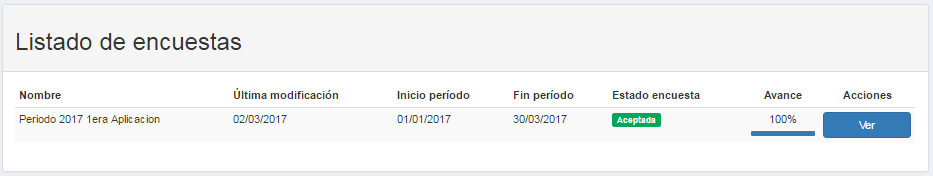 Listado de encuestas
Nombre Última modificación Inicio período Fin período Estado encuesta Avance Acciones
Periodo 2017 1era Aplicacion 02/03/2017 01/01/2017 30/03/2017 Aceptada 100% Ver